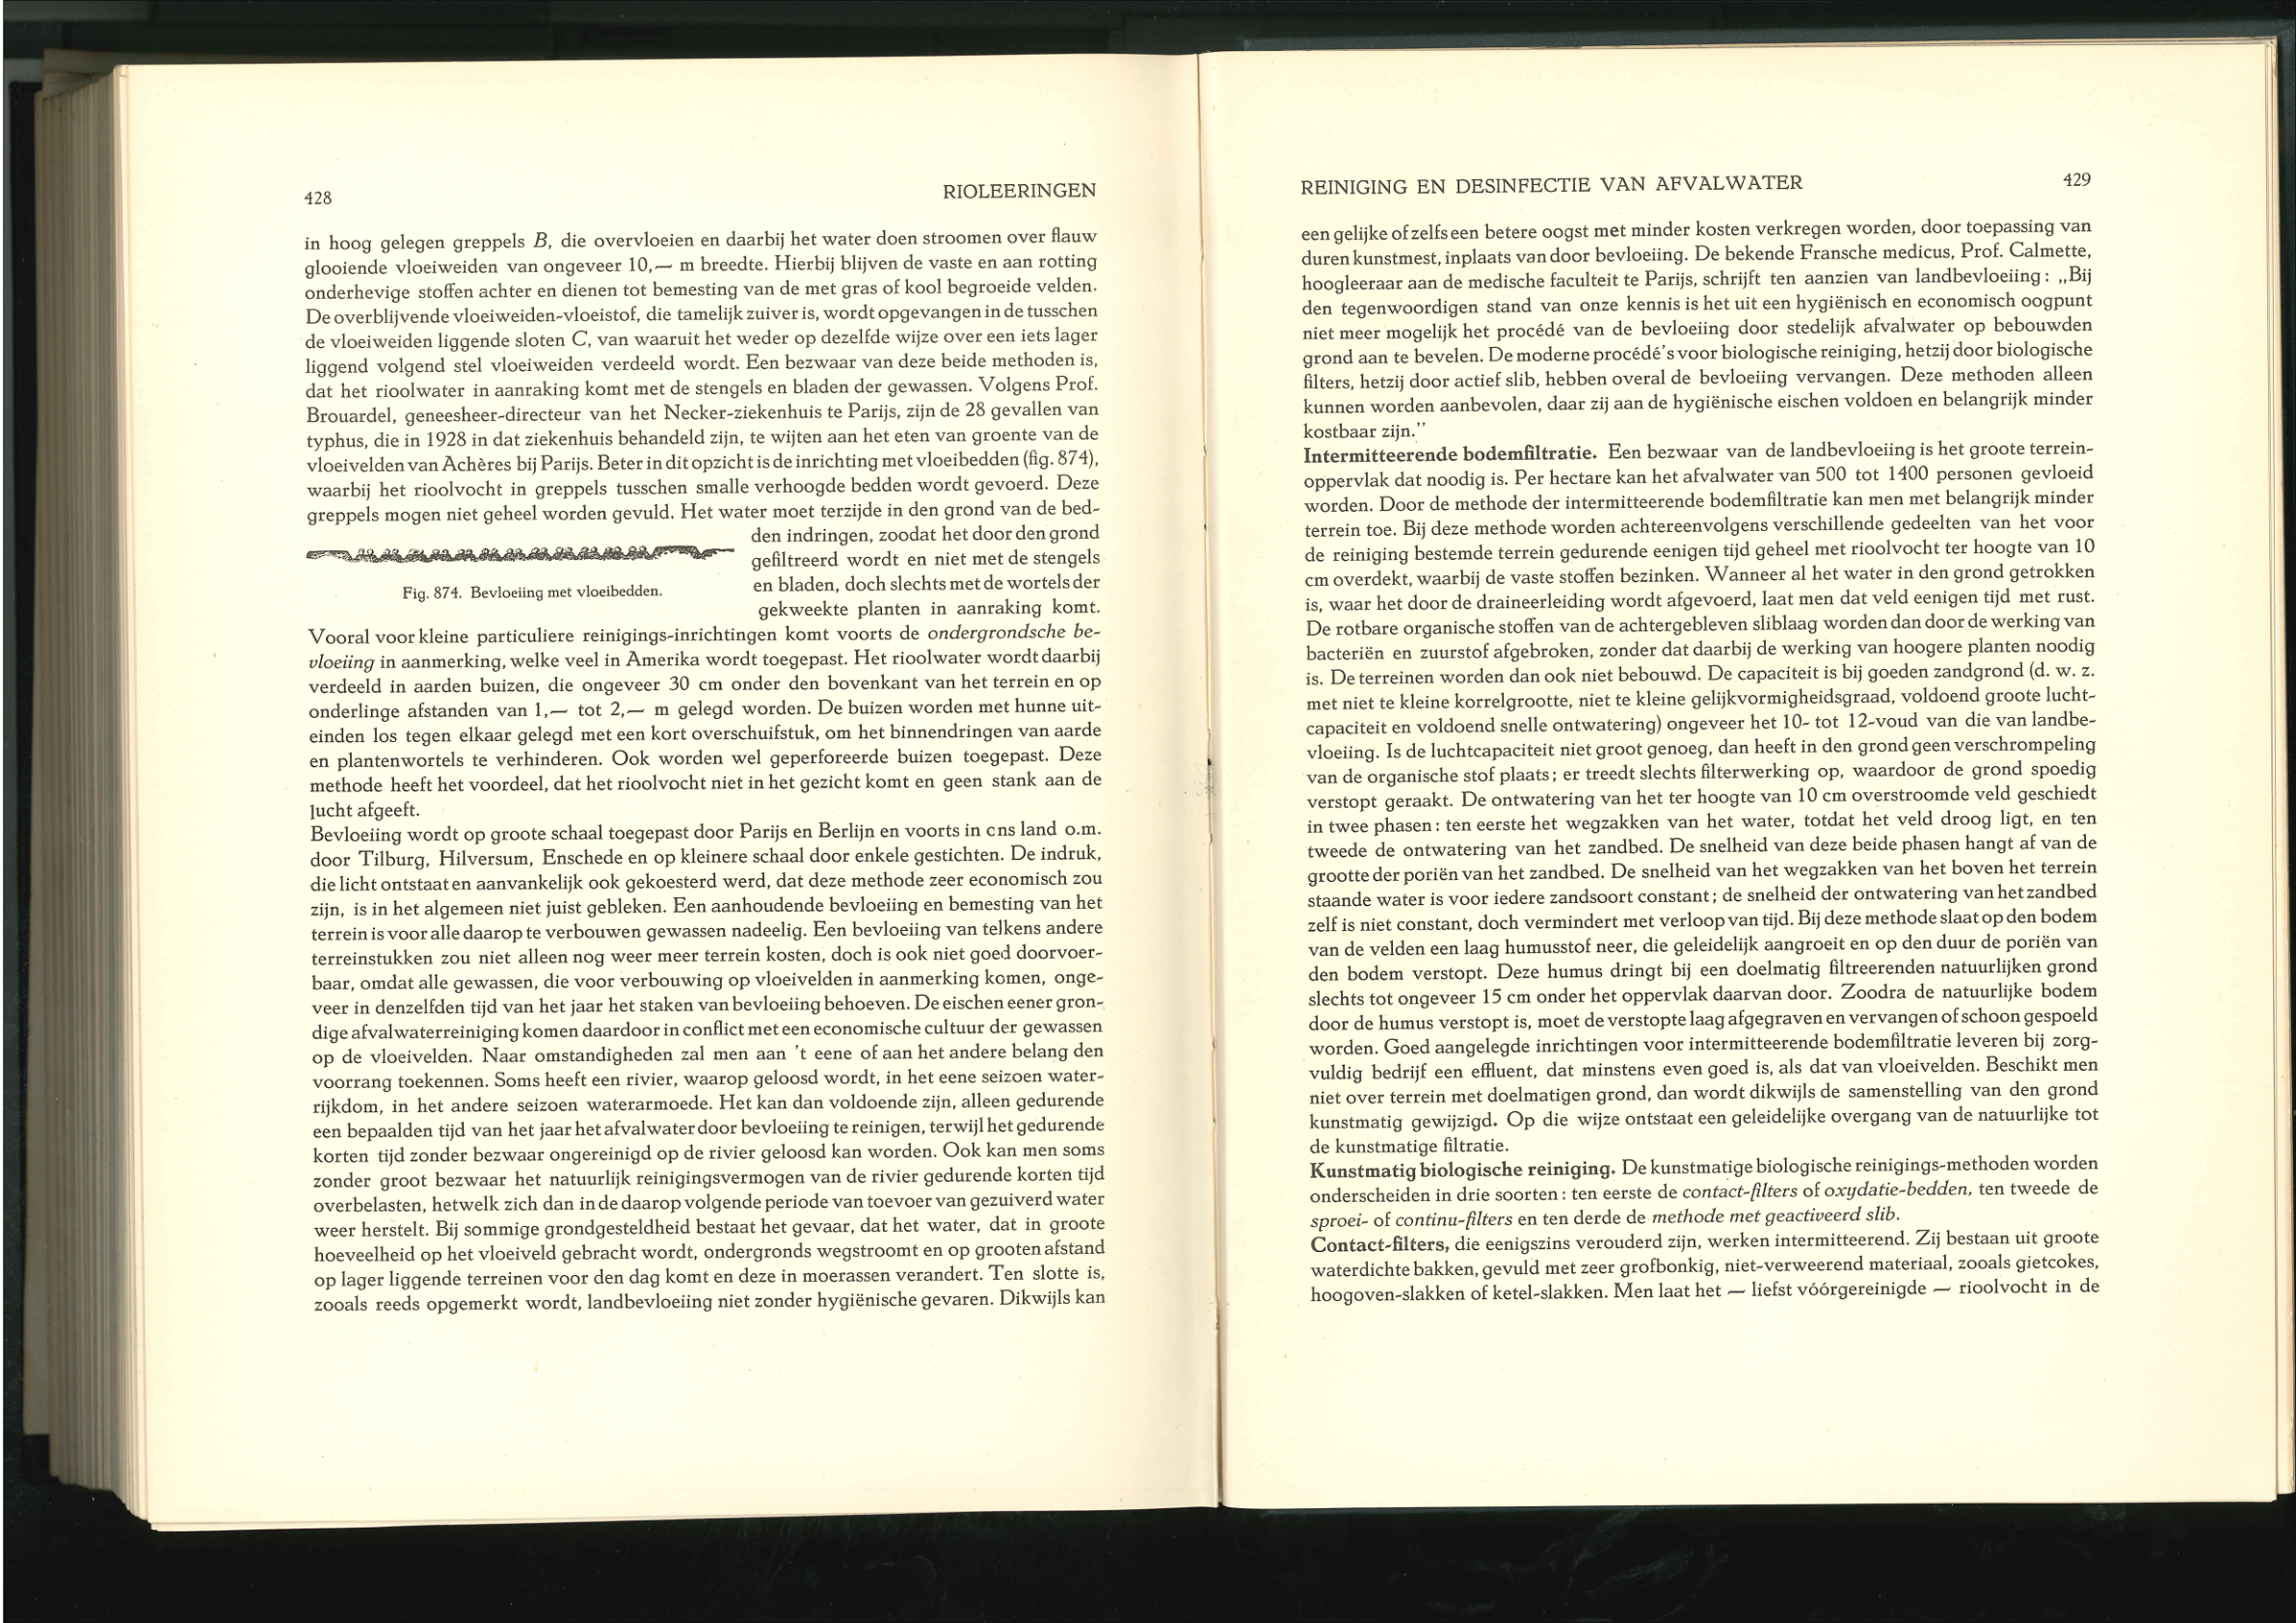 428
RIOLEERINGEN
in hoog gelegen greppels B, die overvloeien en daarbij het water doen stroomen over flauw
glooiende vloeiweiden van ongeveer 10,— m breedte. Hierbij blijven de vaste en aan rotting
onderhevige stoffen achter en dienen tot bemesting van de met gras of kool begroeide velden.
De overblijvende vloeiweiden-vloeistof, die tamelijk zuiver is, wordt opgevangen in de tusschen
de vloeiweiden liggende sloten C, van waaruit het weder op dezelfde wijze over een iets lager
liggend volgend stel vloeiweiden verdeeld wordt. Een bezwaar van deze beide methoden is,
dat het rioolwater in aanraking komt met de stengels en bladen der gewassen. Volgens Prof.
Brouardel, geneesheer-directeur van het Necker-ziekenhuis te Parijs, zijn de 28 gevallen van
typhus, die in 1928 in dat ziekenhuis behandeld zijn, te wijten aan het eten van groente van de
vloeivelden van Achères bij Parijs. Beter in dit opzicht is de inrichting met vloeibedden (fig. 874),
waarbij het rioolvocht in greppels tusschen smalle verhoogde bedden wordt gevoerd. Deze
greppels mogen niet geheel worden gevuld. Het water moet terzijde in den grond van de bed-
den indringen, zoodat het door den grond
gefiltreerd wordt en niet met de stengels
en bladen, doch slechts met de wortels der
gekweekte planten in aanraking komt.
Fig. 874. Bevloeiing met vloeibedden.
Vooral voor kleine particuliere reinigings-inrichtingen komt voorts de ondergrondsche be-
vloeiing in aanmerking, welke veel in Amerika wordt toegepast. Het rioolwater wordt daarbij
verdeeld in aarden buizen, die ongeveer 30 cm onder den bovenkant van het terrein en op
onderlinge afstanden van 1,— tot 2,— m gelegd worden. De buizen worden met hunne uit-
einden los tegen elkaar gelegd met een kort overschuifstuk, om het binnendringen van aarde
en plantenwortels te verhinderen. Ook worden wel geperforeerde buizen toegepast. Deze
methode heeft het voordeel, dat het rioolvocht niet in het gezicht komt en geen stank aan de
lucht afgeeft.
Bevloeiing wordt op groote schaal toegepast door Parijs en Berlijn en voorts in ons land o.m.
door Tilburg, Hilversum, Enschede en op kleinere schaal door enkele gestichten. De indruk,
die licht ontstaat en aanvankelijk ook gekoesterd werd, dat deze methode zeer economisch zou
zijn, is in het algemeen niet juist gebleken. Een aanhoudende bevloeiing en bemesting van het
terrein is voor alle daarop te verbouwen gewassen nadeelig. Een bevloeiing van telkens andere
terreinstukken zou niet alleen nog weer meer terrein kosten, doch is ook niet goed doorvoer-
baar, omdat alle gewassen, die voor verbouwing op vloeivelden in aanmerking komen, onge-
veer in denzelfden tijd van het jaar het staken van bevloeiing behoeven. De eischen eener gron-
dige afvalwaterreiniging komen daardoor in conflict met een economische cultuur der gewassen
op de vloeivelden. Naar omstandigheden zal men aan 't eene of aan het andere belang den
voorrang toekennen. Soms heeft een rivier, waarop geloosd wordt, in het eene seizoen water-
rijkdom, in het andere seizoen waterarmoede. Het kan dan voldoende zijn, alleen gedurende
een bepaalden tijd van het jaar het afvalwater door bevloeiing te reinigen, terwijl het gedurende
korten tijd zonder bezwaar ongereinigd op de rivier geloosd kan worden. Ook kan men soms
zonder groot bezwaar het natuurlijk reinigingsvermogen van de rivier gedurende korten tijd
overbelasten, hetwelk zich dan in de daarop volgende periode van toevoer van gezuiverd water
weer herstelt. Bij sommige grondgesteldheid bestaat het gevaar, dat het water, dat in groote
hoeveelheid op het vloeiveld gebracht wordt, ondergronds wegstroomt en op grooten afstand
op lager liggende terreinen voor den dag komt en deze in moerassen verandert. Ten slotte is,
zooals reeds opgemerkt wordt, landbevloeiing niet zonder hygiënische gevaren. Dikwijls kan
REINIGING EN DESINFECTIE VAN AFVALWATER
429
een gelijke of zelfs een betere oogst met minder kosten verkregen worden, door toepassing van
duren kunstmest, inplaats van door bevloeiing. De bekende Fransche medicus, Prof. Calmette,
hoogleeraar aan de medische faculteit te Parijs, schrijft ten aanzien van landbevloeiing: „Bij
den tegenwoordigen stand van onze kennis is het uit een hygiënisch en economisch oogpunt
niet meer mogelijk het procédé van de bevloeiing door stedelijk afvalwater op bebouwden
grond aan te bevelen. De moderne procédé's voor biologische reiniging, hetzij door biologische
filters, hetzij door actief slib, hebben overal de bevloeiing vervangen. Deze methoden alleen
kunnen worden aanbevolen, daar zij aan de hygiënische eischen voldoen en belangrijk minder
kostbaar zijn."
Intermitteerende bodemfiltratie. Een bezwaar van de landbevloeiing is het groote terrein-
oppervlak dat noodig is. Per hectare kan het afvalwater van 500 tot 1400 personen gevloeid
worden. Door de methode der intermitteerende bodemfiltratie kan men met belangrijk minder
terrein toe. Bij deze methode worden achtereenvolgens verschillende gedeelten van het voor
de reiniging bestemde terrein gedurende eenigen tijd geheel met rioolvocht ter hoogte van 10
cm overdekt, waarbij de vaste stoffen bezinken. Wanneer al het water in den grond getrokken
is, waar het door de draineerleiding wordt afgevoerd, laat men dat veld eenigen tijd met rust.
De rotbare organische stoffen van de achtergebleven sliblaag worden dan door de werking van
bacteriën en zuurstof afgebroken, zonder dat daarbij de werking van hoogere planten noodig
is. De terreinen worden dan ook niet bebouwd. De capaciteit is bij goeden zandgrond (d. w. z.
met niet te kleine korrelgrootte, niet te kleine gelijkvormigheidsgraad, voldoend groote lucht-
capaciteit en voldoend snelle ontwatering) ongeveer het 10- tot 12-voud van die van landbe-
vloeiing. Is de luchtcapaciteit niet groot genoeg, dan heeft in den grond geen verschrompeling
van de organische stof plaats; er treedt slechts filterwerking op, waardoor de grond spoedig
verstopt geraakt. De ontwatering van het ter hoogte van 10 cm overstroomde veld geschiedt
in twee phasen: ten eerste het wegzakken van het water, totdat het veld droog ligt, en ten
tweede de ontwatering van het zandbed. De snelheid van deze beide phasen hangt af van de
grootte der poriën van het zandbed. De snelheid van het wegzakken van het boven het terrein
staande water is voor iedere zandsoort constant; de snelheid der ontwatering van het zandbed
zelf is niet constant, doch vermindert met verloop van tijd. Bij deze methode slaat op den bodem
van de velden een laag humusstof neer, die geleidelijk aangroeit en op den duur de poriën van
den bodem verstopt. Deze humus dringt bij een doelmatig filtreerenden natuurlijken grond
slechts tot ongeveer 15 cm onder het oppervlak daarvan door. Zoodra de natuurlijke bodem
door de humus verstopt is, moet de verstopte laag afgegraven en vervangen of schoon gespoeld
worden. Goed aangelegde inrichtingen voor intermitteerende bodemfiltratie leveren bij zorg-
vuldig bedrijf een effluent, dat minstens even goed is, als dat van vloeivelden. Beschikt men
niet over terrein met doelmatigen grond, dan wordt dikwijls de samenstelling van den grond
kunstmatig gewijzigd. Op die wijze ontstaat een geleidelijke overgang van de natuurlijke tot
de kunstmatige filtratie.
Kunstmatig biologische reiniging. De kunstmatige biologische reinigings-methoden worden
onderscheiden in drie soorten: ten eerste de contact-filters of oxydatie-bedden, ten tweede de
sproei- of continu-filters en ten derde de methode met geactiveerd slib.
Contact-filters, die eenigszins verouderd zijn, werken intermitteerend. Zij bestaan uit groote
waterdichte bakken, gevuld met zeer grofbonkig, niet-verweerend materiaal, zooals gietcokes,
hoogoven-slakken of ketel-slakken. Men laat het — liefst vóórgereinigde — rioolvocht in de